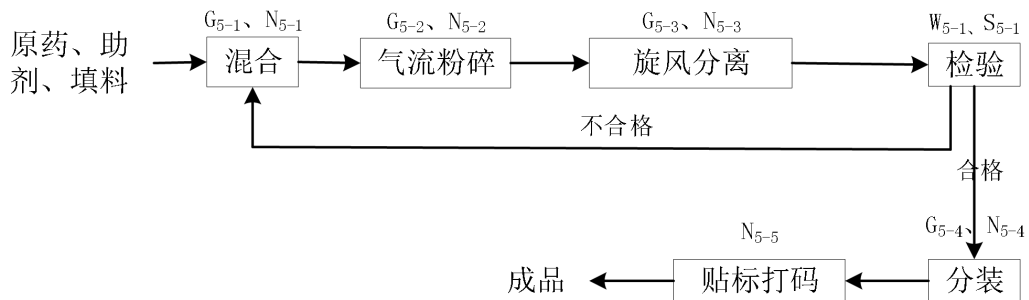 G5-1、N5-1
G5-2、N5-2
G5-3、N5-3
W5-1、S5-1
原药、助
剂、填料
混合
气流粉碎
旋风分离
检验
不合格
合格
G5-4、N5-4
N5-5
成品
贴标打码
分装